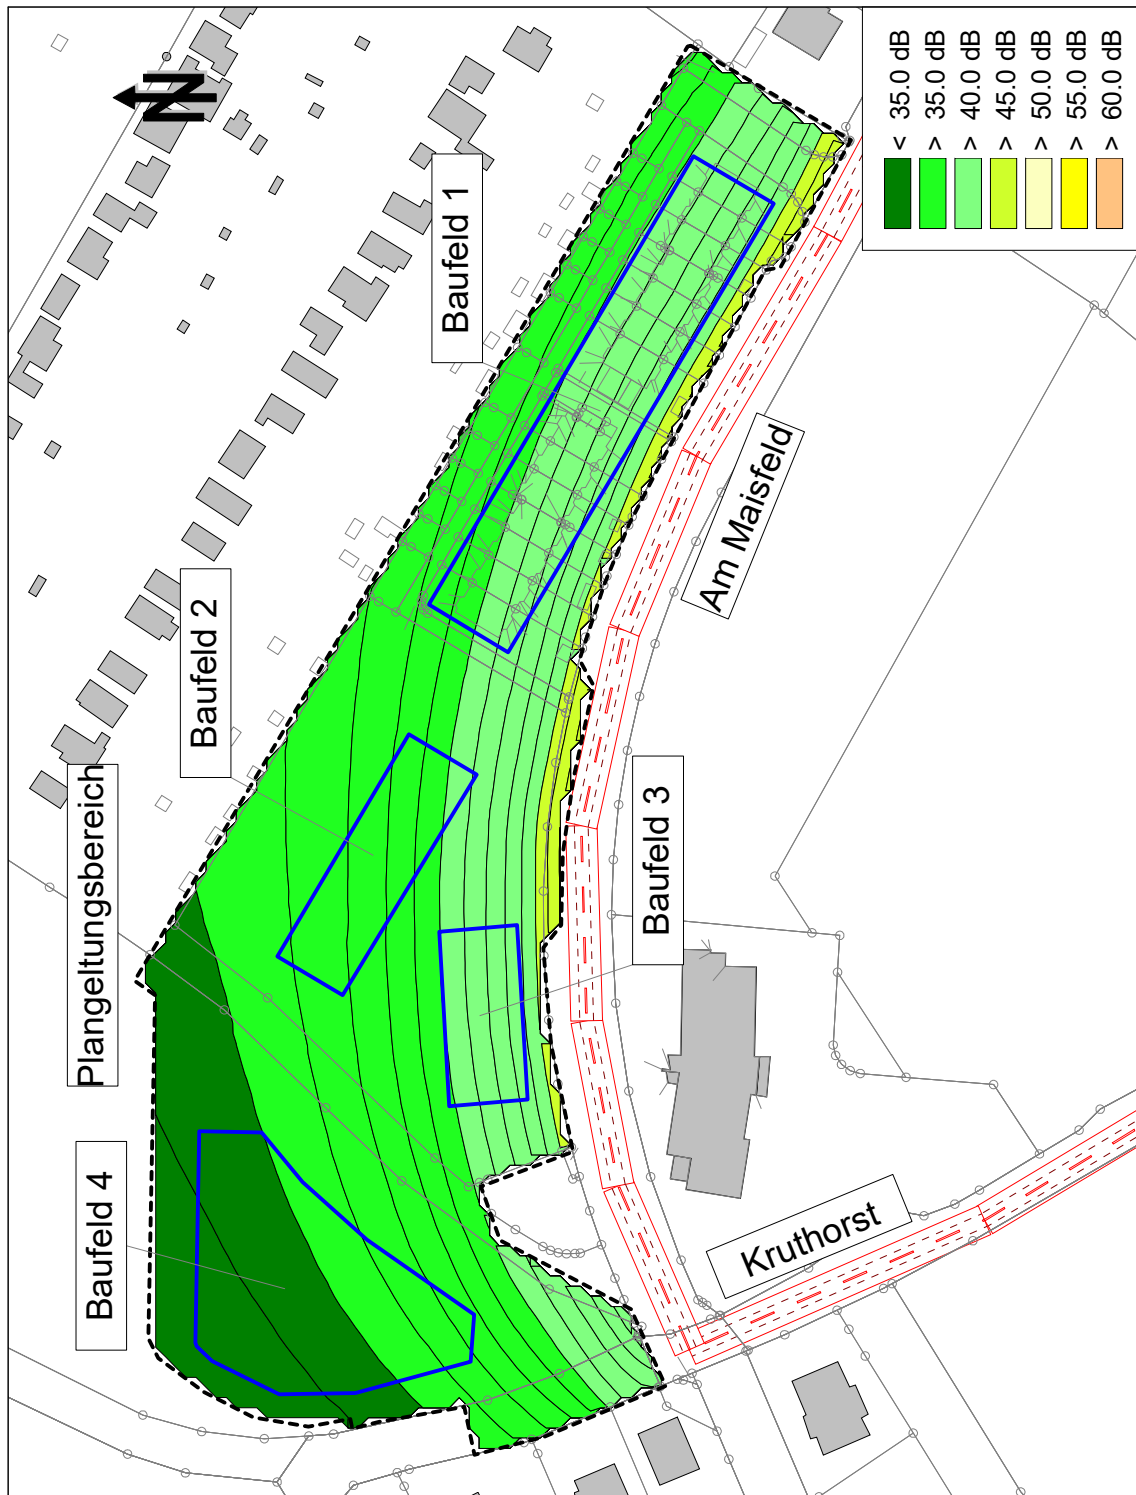 N
Baufeld 1
Baufeld 2
Plangeltungsbereich
Baufeld 3
Baufeld 4
Am Maisfeld
Kruthorst
< 35.0 dB
> 35.0 dB
> 40.0 dB
> 45.0 dB
> 50.0 dB
> 55.0 dB
> 60.0 dB